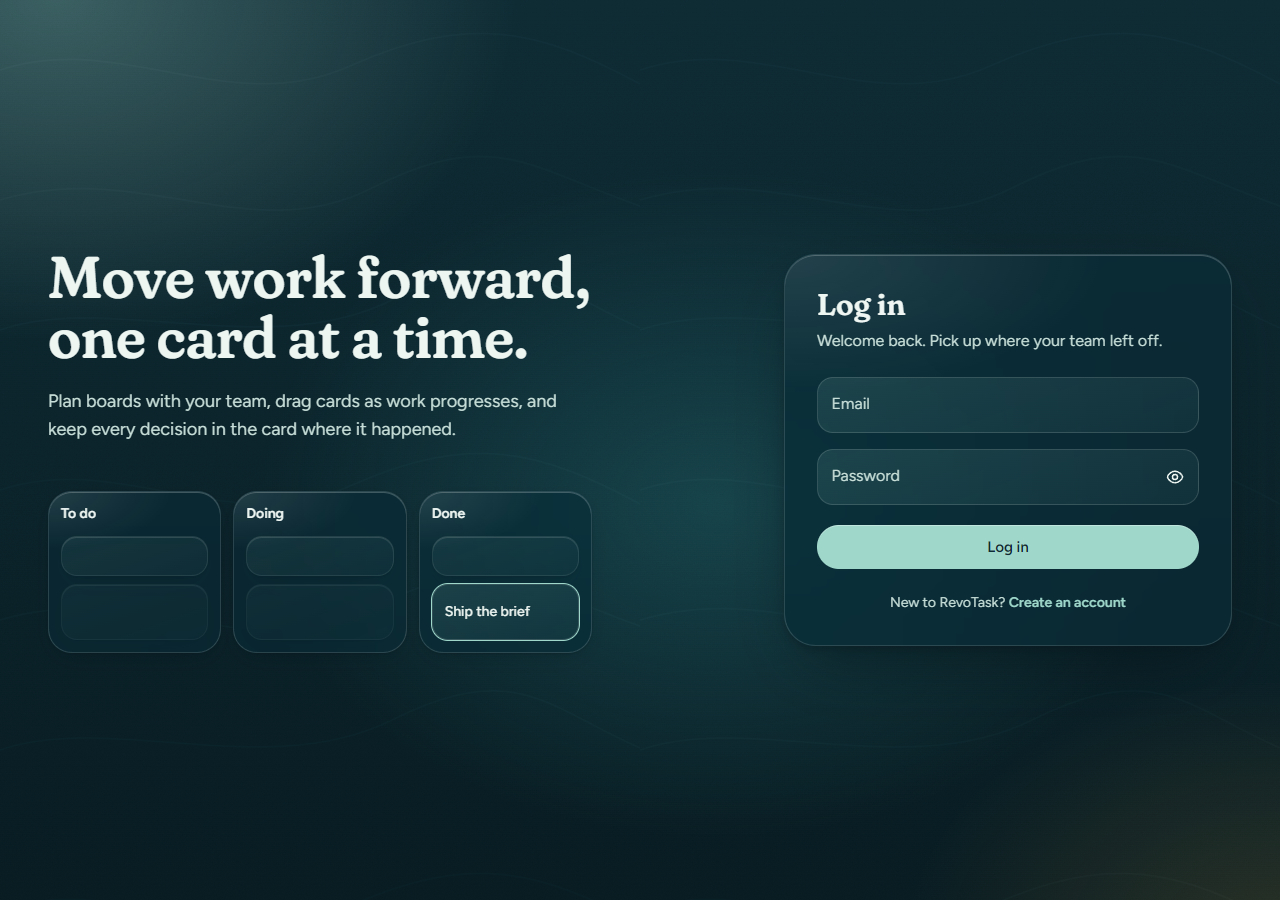 Move work forward,
one card at a time.
Plan boards with your team, drag cards as work progresses, and
keep every decision in the card where it happened.
To do
Doing
Done
Ship the brief
Log in
Welcome back. Pick up where your team left off.
Email
Password
Log in
New to RevoTask? Create an account